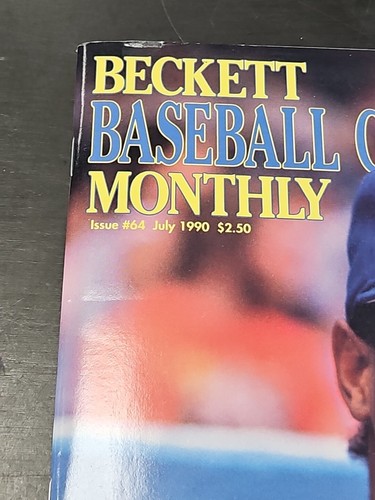 BECKETT
BASEBALL C
MONTHLY
Issue #64 July 1990 $2.50